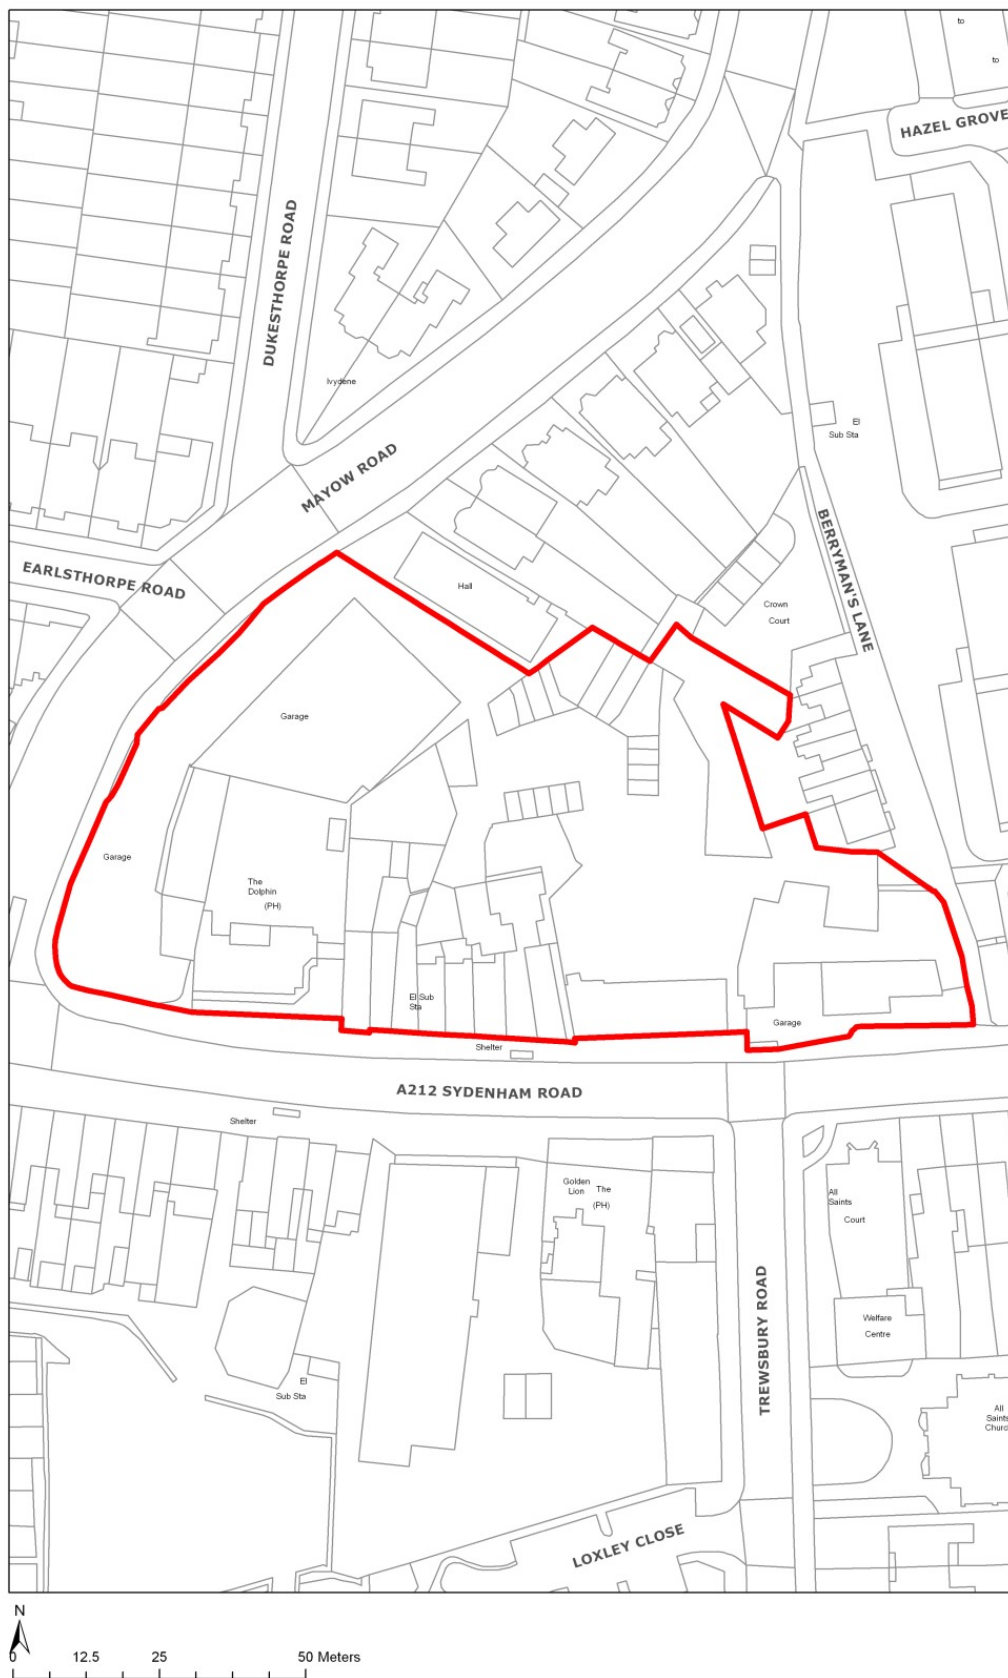 to
to
HAZEL GROVE
DUKESTHORPE ROAD
Ivydene
El
Sub Sta
MAYOW ROAD
BERRYMAN'S LANE
EARLSTHORPE ROAD
Hall
Crown
Court
Garage
Garage
The
Dolphin
(PH)
El Sub
Sta
Garage
Shelter
A212 SYDENHAM ROAD
Shelter
Golden
Lion
The
(PH)
All
Saints
Court
TREWSBURY ROAD
Welfare
Centre
El
Sub Sta
All
Saints
Churc
LOXLEY CLOSE
N
0 12.5 25 50 Meters